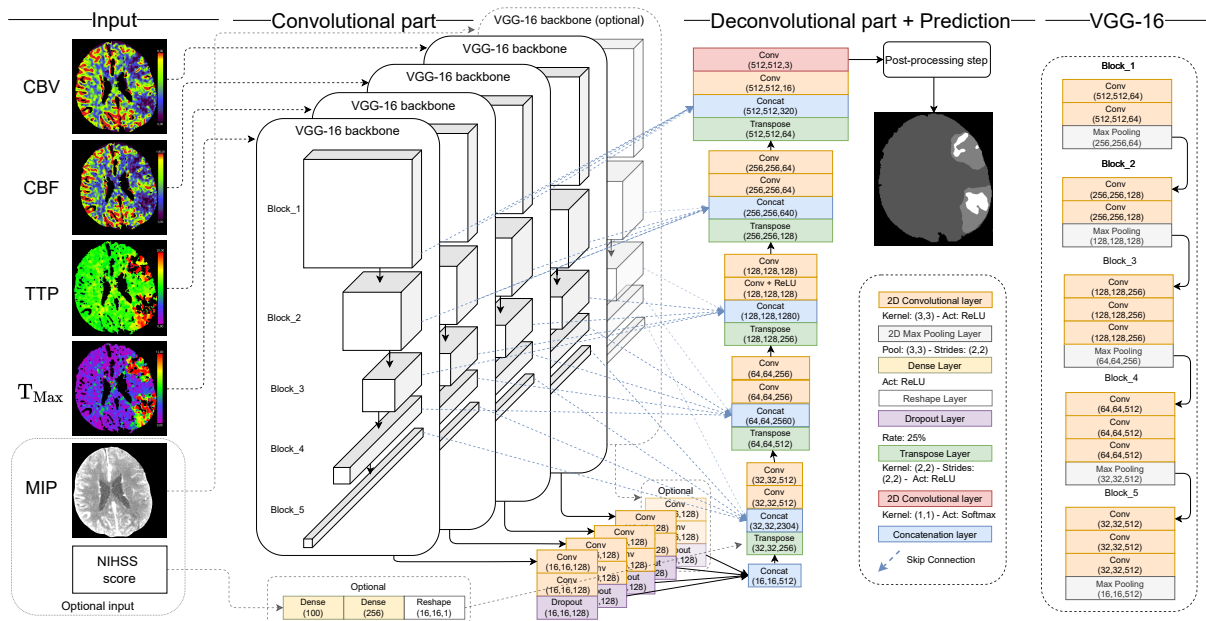 Input
Convolutional part
Deconvolutional part + Prediction
VGG-16
CBV
CBF
TTP
T_Max
MIP
NIHSS
score
Optional input
VGG-16 backbone (optional)
VGG-16 backbone
VGG-16 backbone
VGG-16 backbone
VGG-16 backbone
Block_1
Block_2
Block_3
Block_4
Block_5
Optional
Dense
(100)
Dense
(256)
Reshape
(16,16,1)
Optional
Conv
Conv
Conv
Conv
(16,16,128)
Conv
(16,16,128)
Dropout
(16,16,128)
Concat
(16,16,512)
Conv
(512,512,3)
Conv
(512,512,16)
Concat
(512,512,320)
Transpose
(512,512,64)
Conv
(256,256,64)
Conv
(256,256,64)
Concat
(256,256,640)
Transpose
(256,256,128)
Conv
(128,128,128)
Conv + ReLU
(128,128,128)
Concat
(128,128,1280)
Transpose
(128,128,256)
Conv
(64,64,256)
Conv
(64,64,256)
Concat
(64,64,2560)
Transpose
(64,64,512)
Conv
(32,32,512)
Conv
(32,32,512)
Concat
(32,32,2304)
Transpose
(32,32,256)
Post-processing step
2D Convolutional layer
Kernel: (3,3) - Act: ReLU
2D Max Pooling Layer
Pool: (3,3) - Strides: (2,2)
Dense Layer
Act: ReLU
Reshape Layer
Dropout Layer
Rate: 25%
Transpose Layer
Kernel: (2,2) - Strides:
(2,2) - Act: ReLU
2D Convolutional layer
Kernel: (1,1) - Act: Softmax
Concatenation layer
Skip Connection
Block_1
Conv
(512,512,64)
Conv
(512,512,64)
Max Pooling
(256,256,64)
Block_2
Conv
(256,256,128)
Conv
(256,256,128)
Max Pooling
(128,128,128)
Block_3
Conv
(128,128,256)
Conv
(128,128,256)
Conv
(128,128,256)
Max Pooling
(64,64,256)
Block_4
Conv
(64,64,512)
Conv
(64,64,512)
Conv
(64,64,512)
Max Pooling
(32,32,512)
Block_5
Conv
(32,32,512)
Conv
(32,32,512)
Conv
(32,32,512)
Max Pooling
(16,16,512)